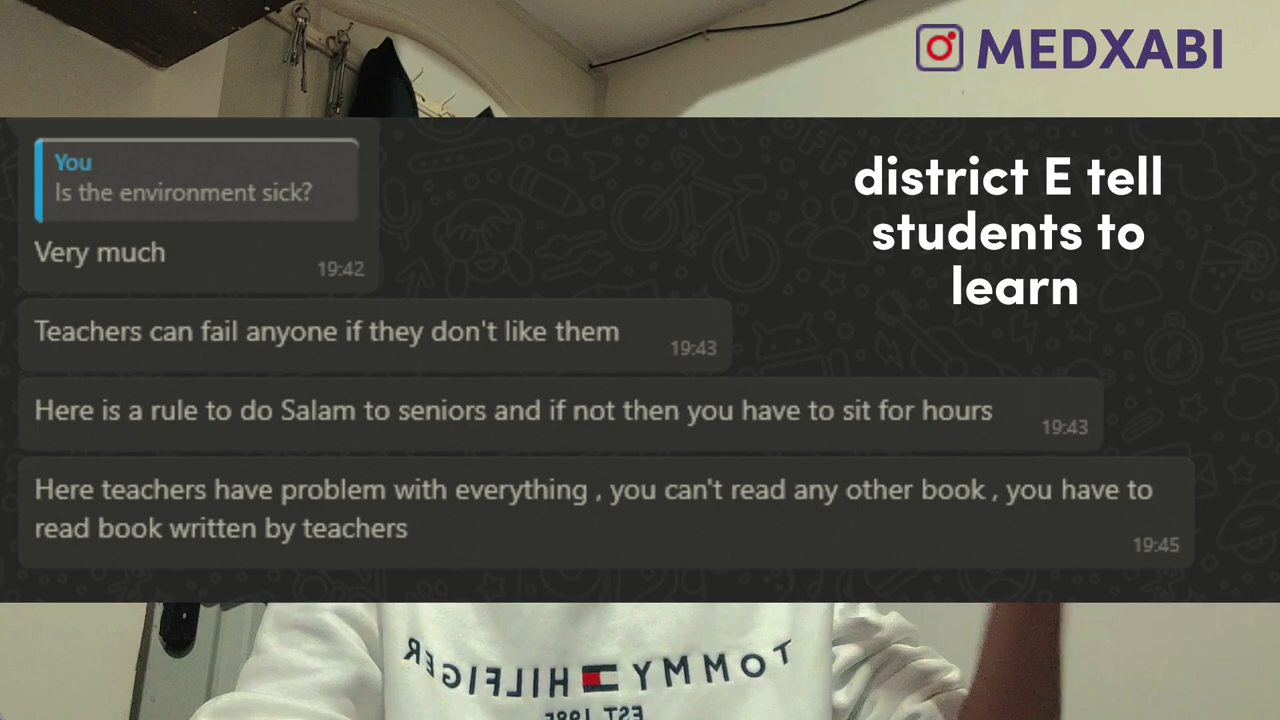 MEDXABI
You
Is the environment sick?
Very much
19:42
district E tell
students to
learn
Teachers can fail anyone if they don't like them
19:43
Here is a rule to do Salam to seniors and if not then you have to sit for hours
19:43
Here teachers have problem with everything , you can't read any other book , you have to
read book written by teachers
19:45
TOMMY HILFIGER
EST 1985